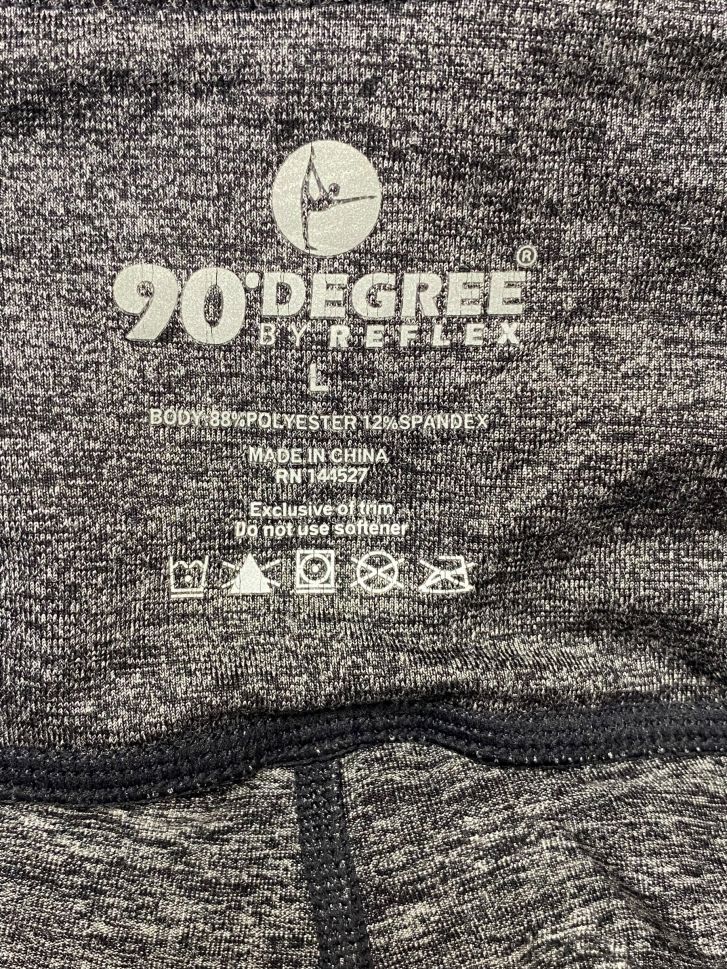 90°DEGREE®
BY REFLEX
L
BODY:88%POLYESTER 12%SPANDEX
MADE IN CHINA
RN 144527
Exclusive of trim
Do not use softener